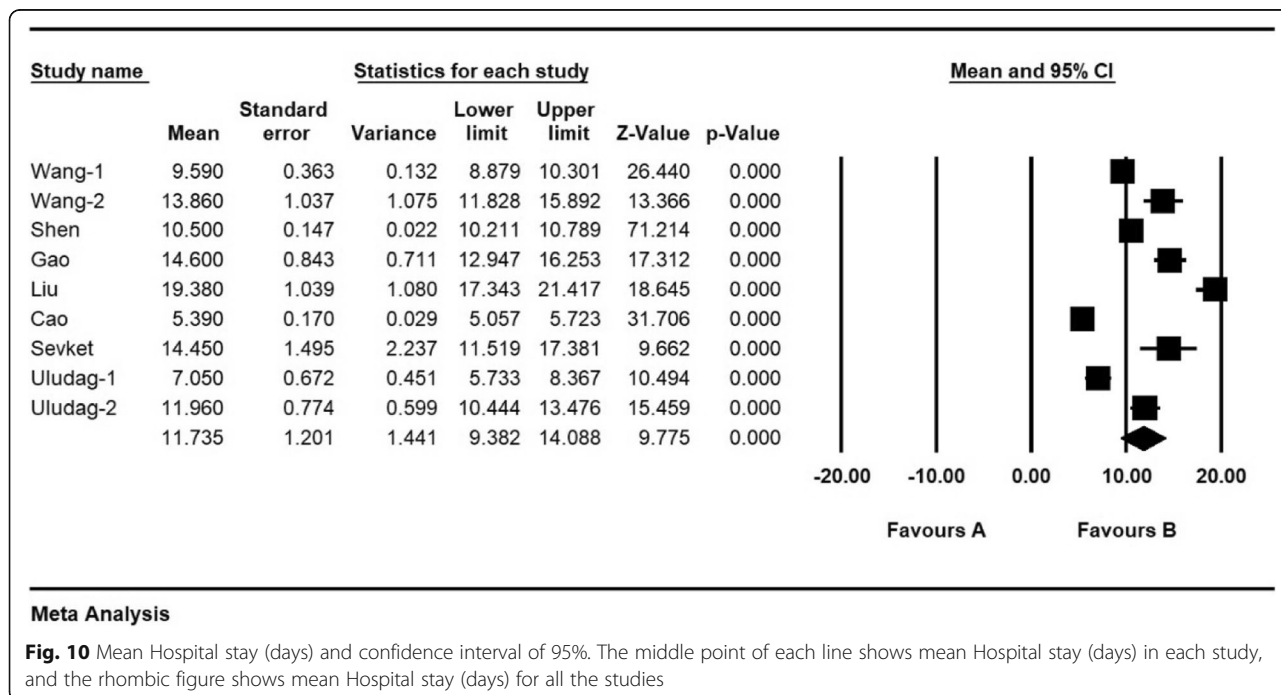 Study name Statistics for each study Mean and 95% CI
Mean Standard error Variance Lower limit Upper limit Z-Value p-Value
Wang-1 9.590 0.363 0.132 8.879 10.301 26.440 0.000
Wang-2 13.860 1.037 1.075 11.828 15.892 13.366 0.000
Shen 10.500 0.147 0.022 10.211 10.789 71.214 0.000
Gao 14.600 0.843 0.711 12.947 16.253 17.312 0.000
Liu 19.380 1.039 1.080 17.343 21.417 18.645 0.000
Cao 5.390 0.170 0.029 5.057 5.723 31.706 0.000
Sevket 14.450 1.495 2.237 11.519 17.381 9.662 0.000
Uludag-1 7.050 0.672 0.451 5.733 8.367 10.494 0.000
Uludag-2 11.960 0.774 0.599 10.444 13.476 15.459 0.000
11.735 1.201 1.441 9.382 14.088 9.775 0.000
-20.00 -10.00 0.00 10.00 20.00
Favours A Favours B
Meta Analysis
Fig. 10 Mean Hospital stay (days) and confidence interval of 95%. The middle point of each line shows mean Hospital stay (days) in each study,
and the rhombic figure shows mean Hospital stay (days) for all the studies